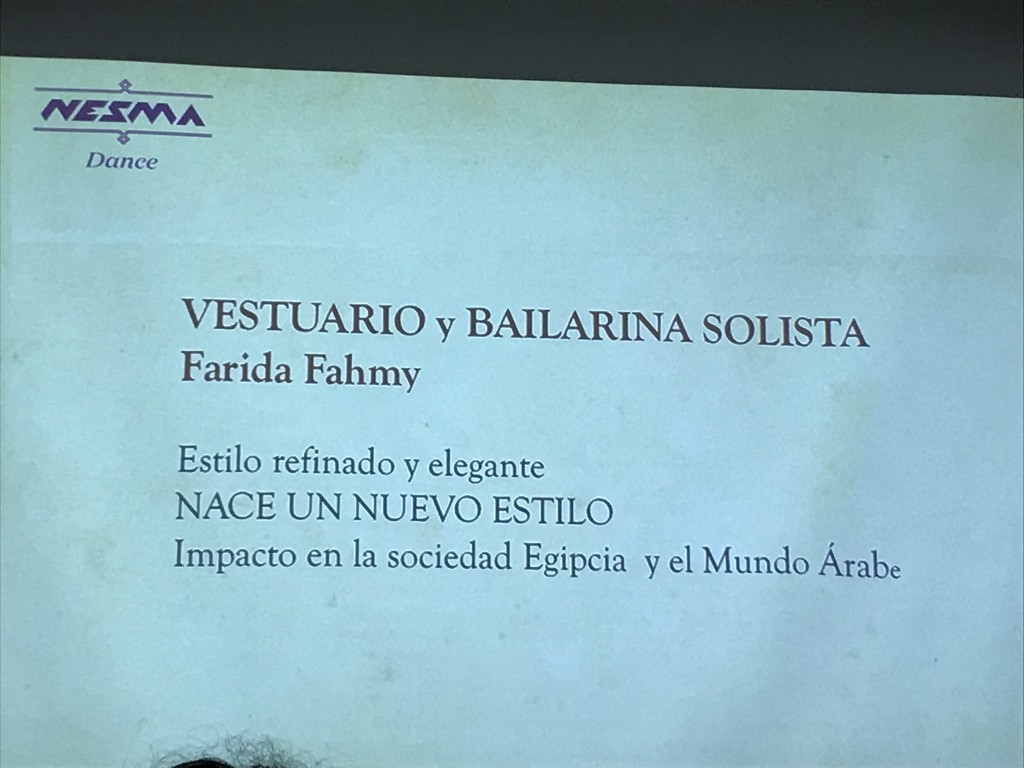 NESMA
Dance
VESTUARIO y BAILARINA SOLISTA
Farida Fahmy
Estilo refinado y elegante
NACE UN NUEVO ESTILO
Impacto en la sociedad Egipcia y el Mundo Árabe